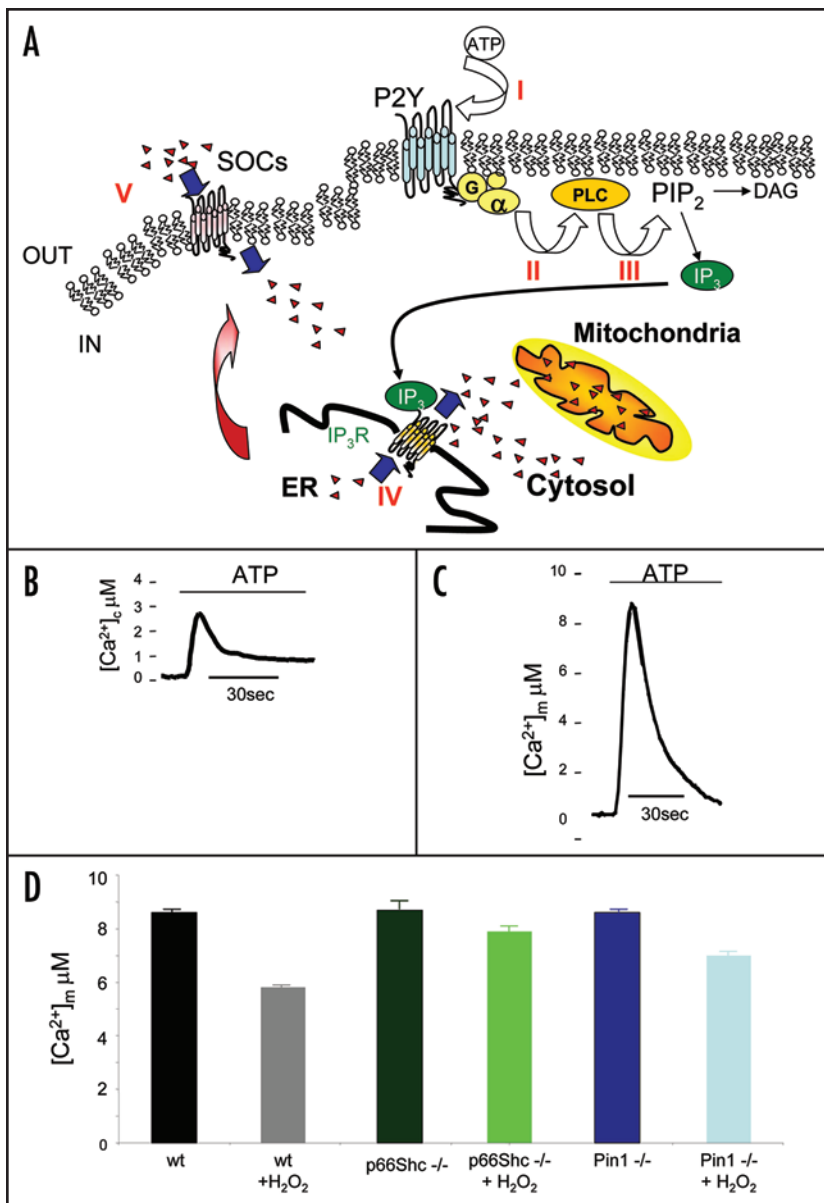 A
ATP
I
P2Y
SOCs
V
G
α
PLC
PIP₂
DAG
OUT
II
III
IP₃
IN
Mitochondria
IP₃
IP₃R
ER
IV
Cytosol
B
ATP
[Ca²⁺]c μM
4
3
2
1
0
30sec
C
ATP
[Ca²⁺]m μM
10
8
6
4
2
0
30sec
D
[Ca²⁺]m μM
10
8
6
4
2
0
wt
wt
+H₂O₂
p66Shc -/-
p66Shc -/-
+ H₂O₂
Pin1 -/-
Pin1 -/-
+ H₂O₂